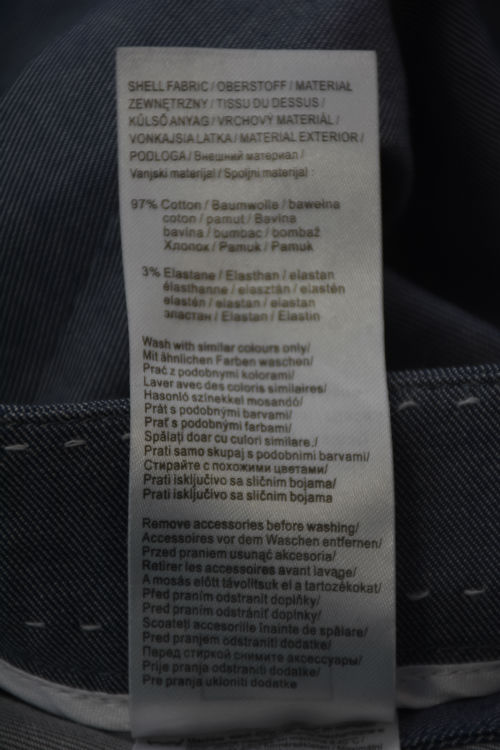 SHELL FABRIC / OBERSTOFF / MATERIAŁ
ZEWNĘTRZNY / TISSU DU DESSUS /
KÜLSŐ ANYAG / VRCHOVÝ MATERIÁL /
VONKAJSIA LATKA / MATERIAL EXTERIOR /
PODLOGA / Внешний материал /
Vanjski materijal / Spoljni materijal :
97% Cotton / Baumwolle / bawełna
coton / pamut / Bavlna
bavlna / bumbac / bombaž
Хлопок / Pamuk / Pamuk
3% Elastane / Elasthan / elastan
élasthanne / elasztán / elastén
elastén / elastan / elastan
эластан / Elastan / Elastin
Wash with similar colours only/
Mit ähnlichen Farben waschen/
Prać z podobnymi kolorami/
Laver avec des coloris similaires/
Hasonló színekkel mosandó/
Prát s podobnými barvami/
Prať s podobnými farbami/
Spălați doar cu culori similare./
Prati samo skupaj s podobnimi barvami/
Стирайте с похожими цветами/
Prati isključivo sa sličnim bojama/
Prati isključivo sa sličnim bojama
Remove accessories before washing/
Accessoires vor dem Waschen entfernen/
Przed praniem usunąć akcesoria/
Retirer les accessoires avant lavage/
A mosás előtt távolítsuk el a tartozékokat/
Před praním odstranit doplňky/
Pred praním odstrániť doplnky/
Scoateți accesoriile înainte de spălare/
Pred pranjem odstraniti dodatke/
Перед стиркой снимите аксессуары/
Prije pranja odstraniti dodatke/
Pre pranja ukloniti dodatke